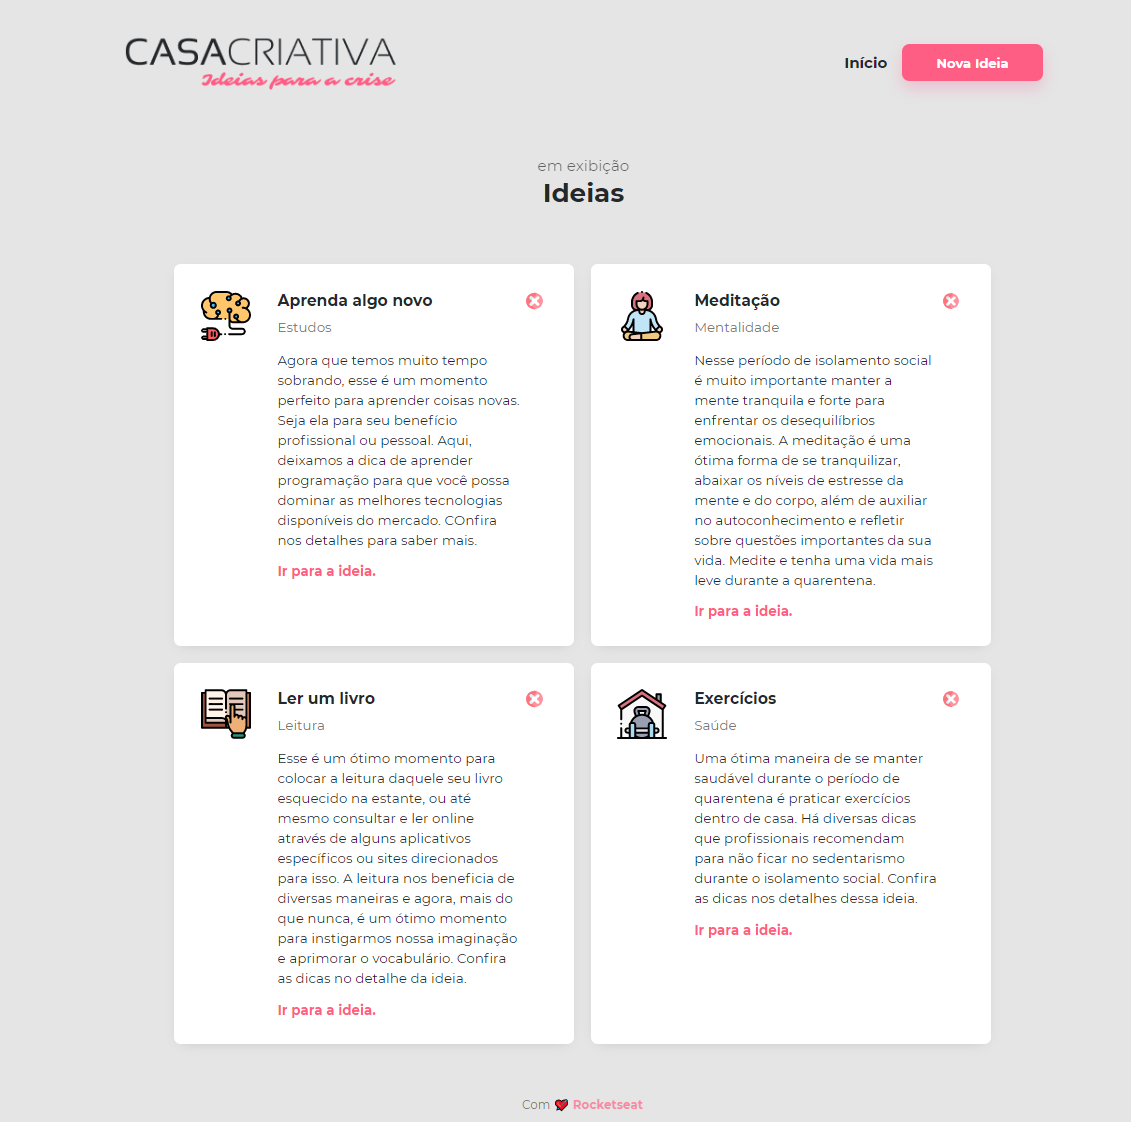 CASACRIATIVA
Ideias para a crise
Início
Nova Ideia
em exibição
Ideias
Aprenda algo novo
Estudos
Agora que temos muito tempo
sobrando, esse é um momento
perfeito para aprender coisas novas.
Seja ela para seu benefício
profissional ou pessoal. Aqui,
deixamos a dica de aprender
programação para que você possa
dominar as melhores tecnologias
disponíveis do mercado. COnfira
nos detalhes para saber mais.
Ir para a ideia.
Meditação
Mentalidade
Nesse período de isolamento social
é muito importante manter a
mente tranquila e forte para
enfrentar os desequilíbrios
emocionais. A meditação é uma
ótima forma de se tranquilizar,
abaixar os níveis de estresse da
mente e do corpo, além de auxiliar
no autoconhecimento e refletir
sobre questões importantes da sua
vida. Medite e tenha uma vida mais
leve durante a quarentena.
Ir para a ideia.
Ler um livro
Leitura
Esse é um ótimo momento para
colocar a leitura daquele seu livro
esquecido na estante, ou até
mesmo consultar e ler online
através de alguns aplicativos
específicos ou sites direcionados
para isso. A leitura nos beneficia de
diversas maneiras e agora, mais do
que nunca, é um ótimo momento
para instigarmos nossa imaginação
e aprimorar o vocabulário. Confira
as dicas no detalhe da ideia.
Ir para a ideia.
Exercícios
Saúde
Uma ótima maneira de se manter
saudável durante o período de
quarentena é praticar exercícios
dentro de casa. Há diversas dicas
que profissionais recomendam
para não ficar no sedentarismo
durante o isolamento social. Confira
as dicas nos detalhes dessa ideia.
Ir para a ideia.
Com Rocketseat